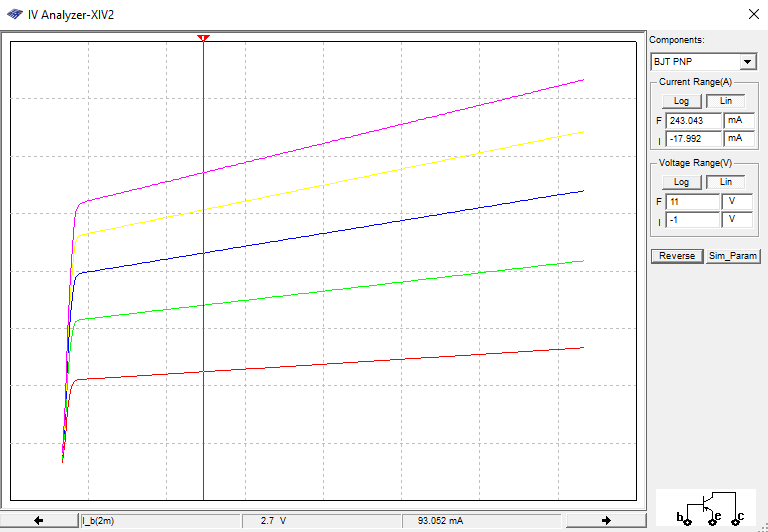 IV Analyzer-XIV2
Components:
BJT PNP
Current Range(A)
Log Lin
F 243.043 mA
I -17.992 mA
Voltage Range(V)
Log Lin
F 11 V
I -1 V
Reverse Sim_Param
b e c
I_b(2m) 2.7 V 93.052 mA